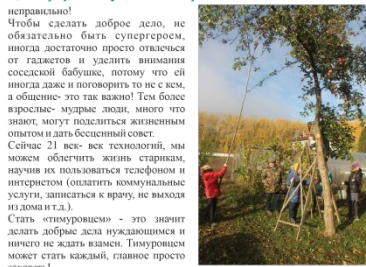 неправильно!
Чтобы сделать доброе дело, не
обязательно быть супергероем,
иногда достаточно просто отвлечься
от гаджетов и уделить внимания
соседской бабушке, потому что ей
иногда даже и поговорить то не с кем,
а общение- это так важно! Тем более
взрослые- мудрые люди, много что
знают, могут поделиться жизненным
опытом и дать бесценный совет.
Сейчас 21 век- век технологий, мы
можем облегчить жизнь старикам,
научив их пользоваться телефоном и
интернетом (оплатить коммунальные
услуги, записаться к врачу, не выходя
из дома и т.д.).
Стать «тимуровцем» - это значит
делать добрые дела нуждающимся и
ничего не ждать взамен. Тимуровцем
может стать каждый, главное просто